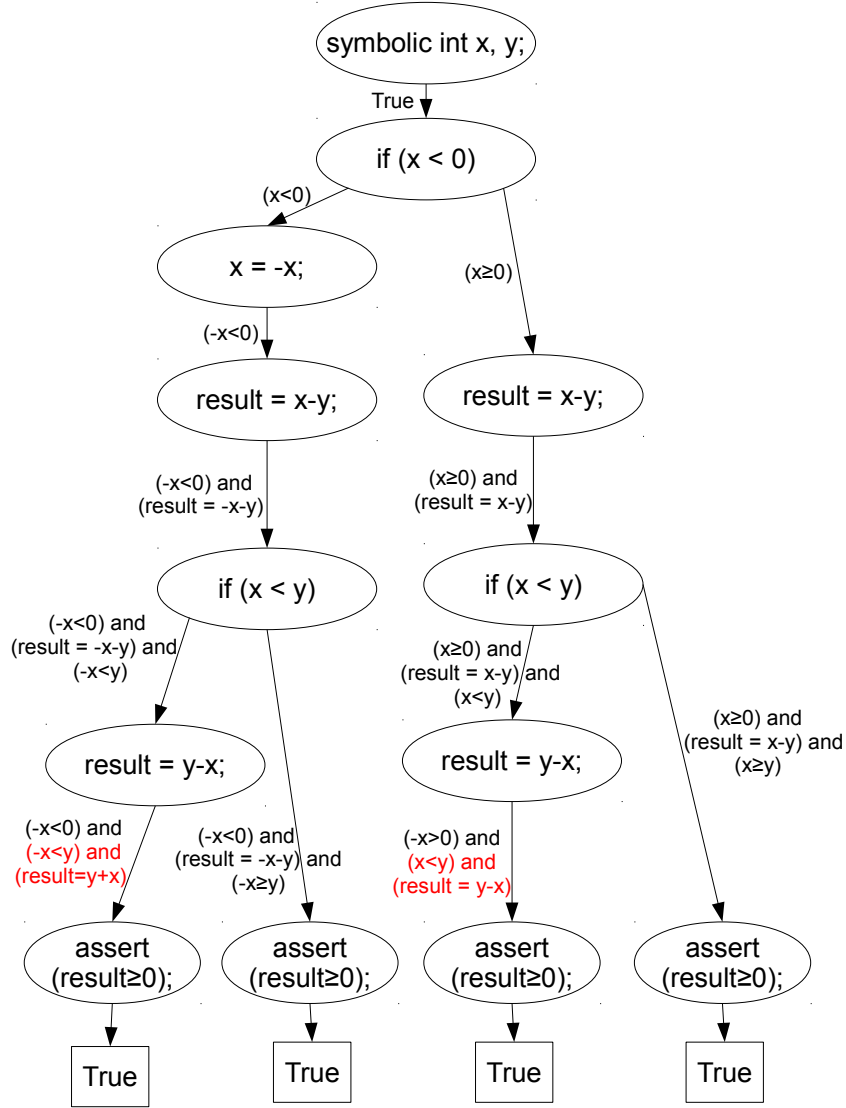 symbolic int x, y;
True
if (x < 0)
(x<0)
x = -x;
(x≥0)
(-x<0)
result = x-y;
result = x-y;
(-x<0) and
(result = -x-y)
(x≥0) and
(result = x-y)
if (x < y)
if (x < y)
(-x<0) and
(result = -x-y) and
(-x<y)
(x≥0) and
(result = x-y) and
(x<y)
(x≥0) and
(result = x-y) and
(x≥y)
result = y-x;
result = y-x;
(-x<0) and
(-x<y) and
(result=y+x)
(-x<0) and
(result = -x-y) and
(-x≥y)
(-x>0) and
(x<y) and
(result = y-x)
assert
(result≥0);
assert
(result≥0);
assert
(result≥0);
assert
(result≥0);
True
True
True
True